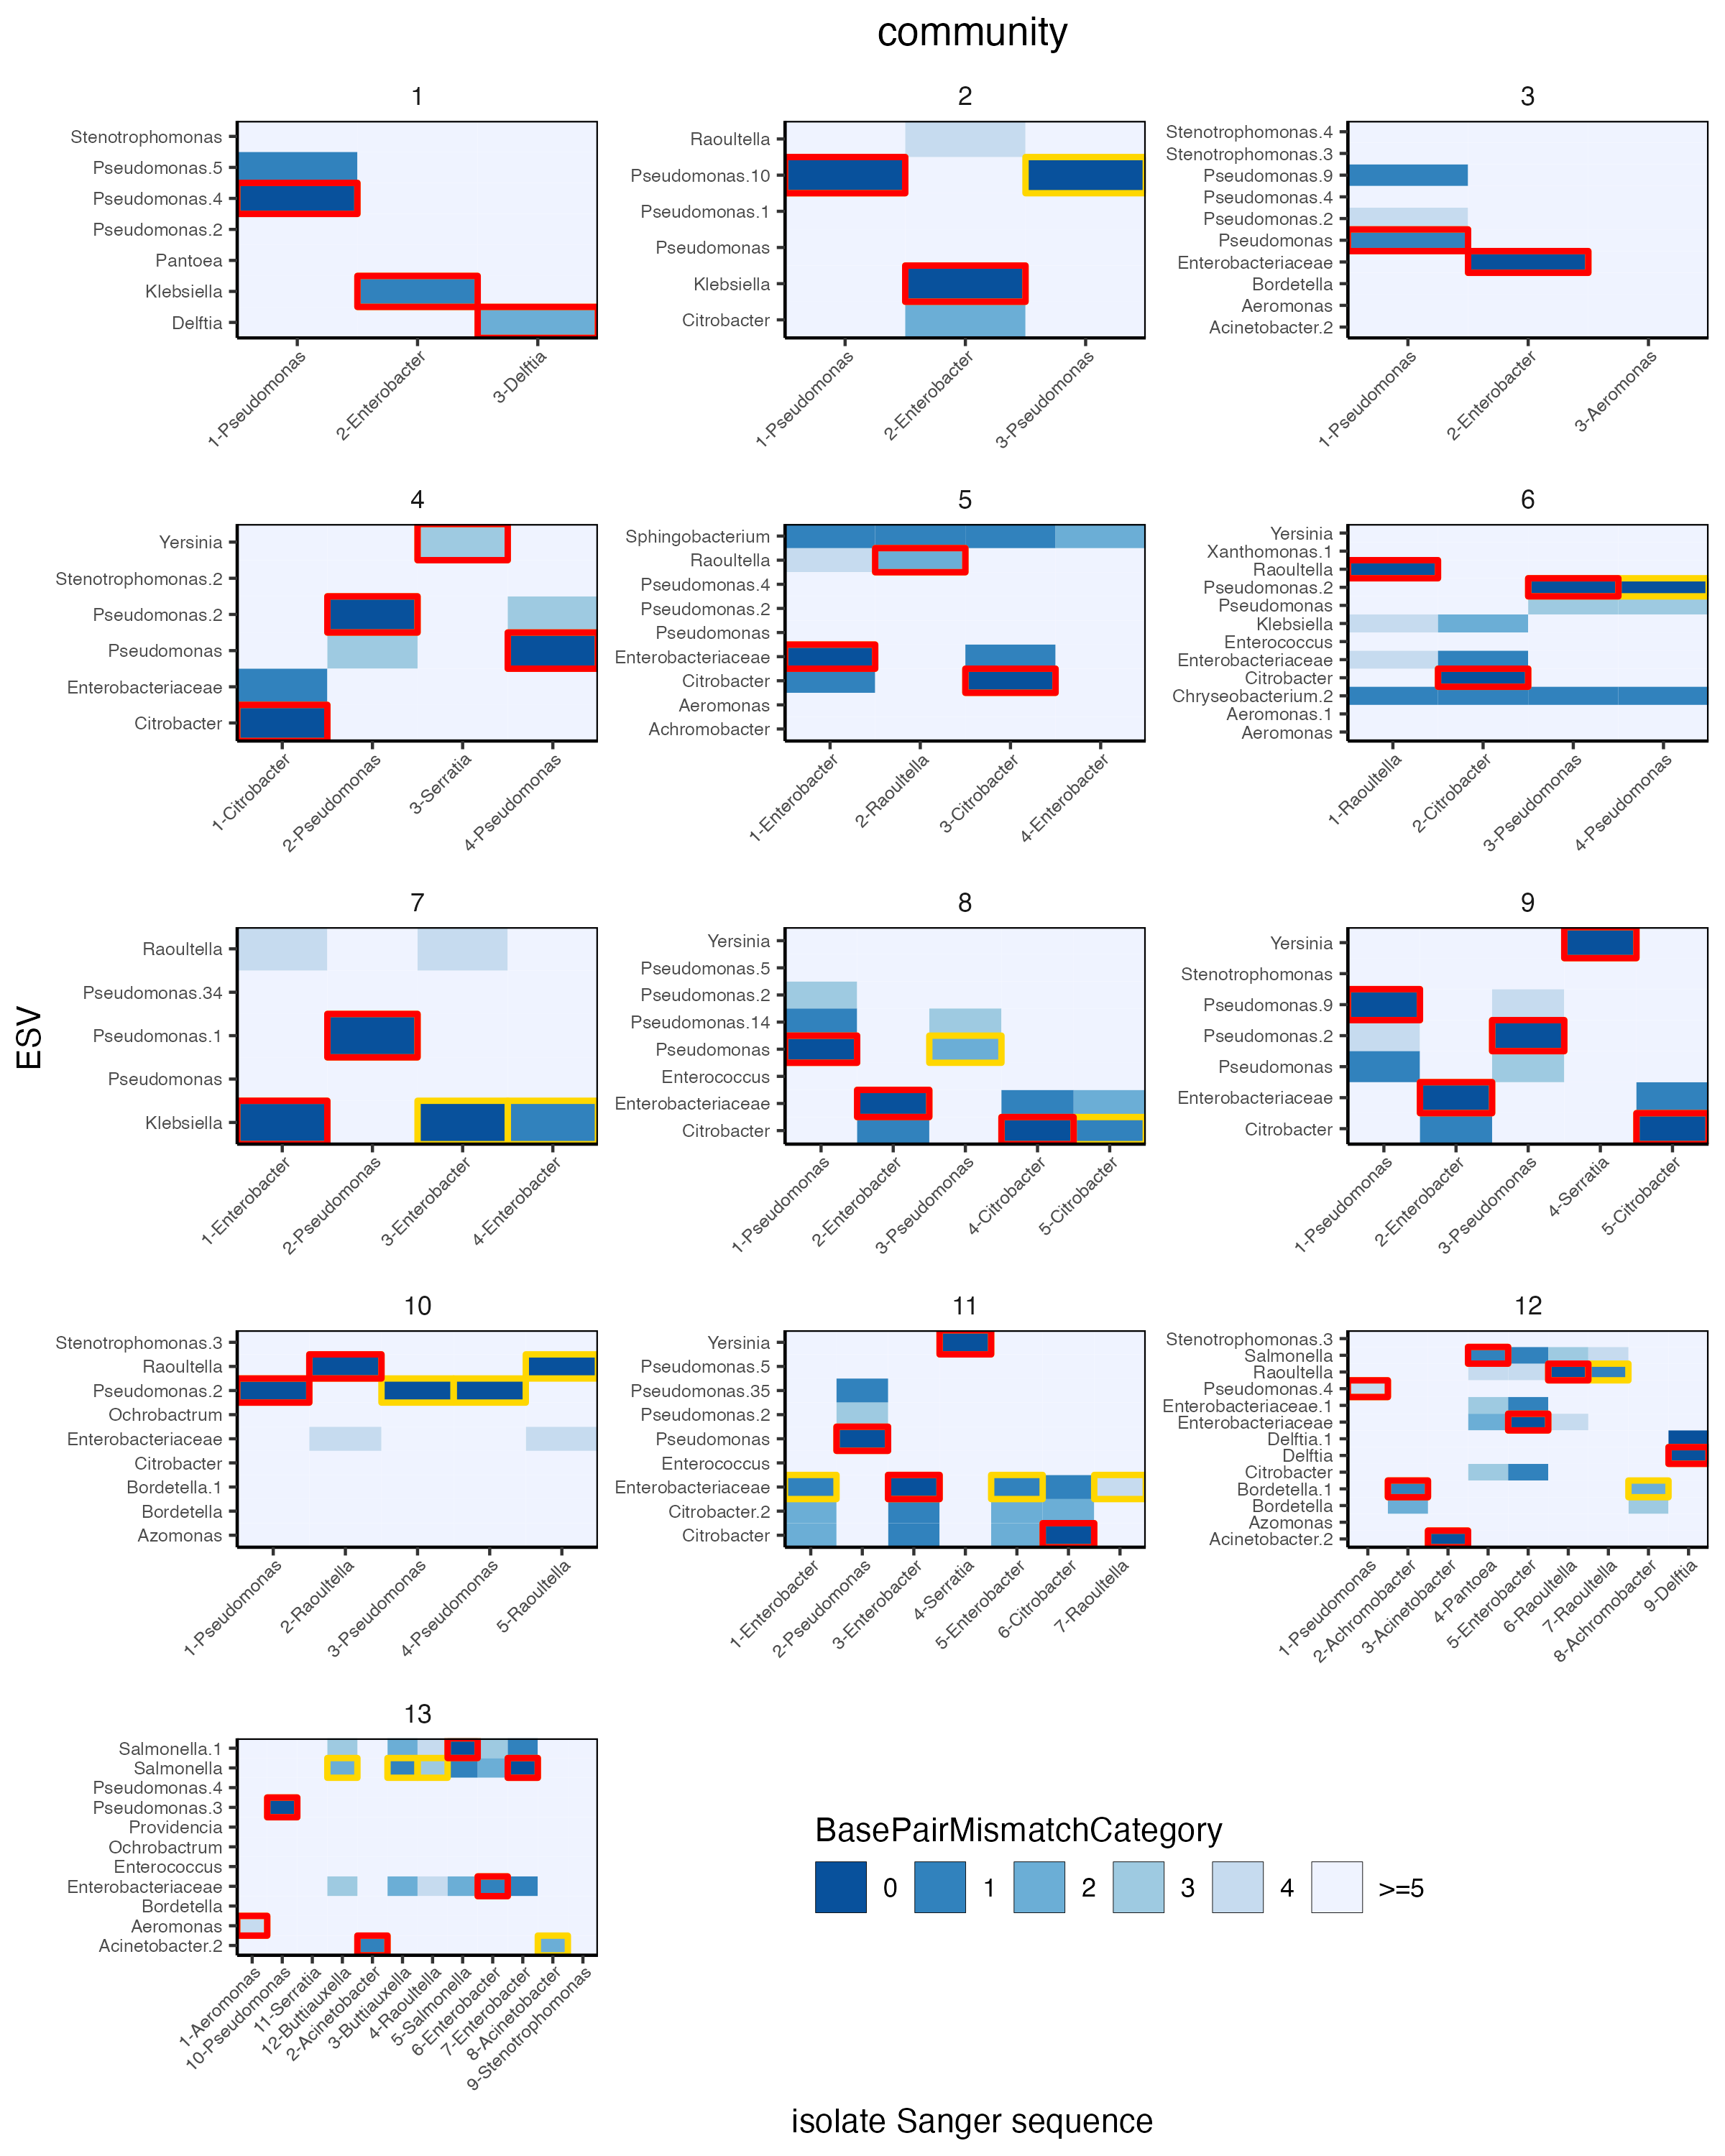 community
1
2
3
Stenotrophomonas
Pseudomonas.5
Pseudomonas.4
Pseudomonas.2
Pantoea
Klebsiella
Delftia
1-Pseudomonas
2-Enterobacter
3-Delftia
Raoultella
Pseudomonas.10
Pseudomonas.1
Pseudomonas
Klebsiella
Citrobacter
1-Pseudomonas
2-Enterobacter
3-Pseudomonas
Stenotrophomonas.4
Stenotrophomonas.3
Pseudomonas.9
Pseudomonas.4
Pseudomonas.2
Pseudomonas
Enterobacteriaceae
Bordetella
Aeromonas
Acinetobacter.2
1-Pseudomonas
2-Enterobacter
3-Aeromonas
4
5
6
Yersinia
Stenotrophomonas.2
Pseudomonas.2
Pseudomonas
Enterobacteriaceae
Citrobacter
1-Citrobacter
2-Pseudomonas
3-Serratia
4-Pseudomonas
Sphingobacterium
Raoultella
Pseudomonas.4
Pseudomonas.2
Pseudomonas
Enterobacteriaceae
Citrobacter
Aeromonas
Achromobacter
1-Enterobacter
2-Raoultella
3-Citrobacter
4-Enterobacter
Yersinia
Xanthomonas.1
Raoultella
Pseudomonas.2
Pseudomonas
Klebsiella
Enterococcus
Enterobacteriaceae
Citrobacter
Chryseobacterium.2
Aeromonas.1
Aeromonas
1-Raoultella
2-Citrobacter
3-Pseudomonas
4-Pseudomonas
7
8
9
Raoultella
Pseudomonas.34
Pseudomonas.1
Pseudomonas
Klebsiella
1-Enterobacter
2-Pseudomonas
3-Enterobacter
4-Enterobacter
Yersinia
Pseudomonas.5
Pseudomonas.2
Pseudomonas.14
Pseudomonas
Enterococcus
Enterobacteriaceae
Citrobacter
1-Pseudomonas
2-Enterobacter
3-Pseudomonas
4-Citrobacter
5-Citrobacter
Yersinia
Stenotrophomonas
Pseudomonas.9
Pseudomonas.2
Pseudomonas
Enterobacteriaceae
Citrobacter
1-Pseudomonas
2-Enterobacter
3-Pseudomonas
4-Serratia
5-Citrobacter
ESV
10
11
12
Stenotrophomonas.3
Raoultella
Pseudomonas.2
Ochrobactrum
Enterobacteriaceae
Citrobacter
Bordetella.1
Bordetella
Azomonas
1-Pseudomonas
2-Raoultella
3-Pseudomonas
4-Pseudomonas
5-Raoultella
Yersinia
Pseudomonas.5
Pseudomonas.35
Pseudomonas.2
Pseudomonas
Enterococcus
Enterobacteriaceae
Citrobacter.2
Citrobacter
1-Enterobacter
2-Pseudomonas
3-Enterobacter
4-Serratia
5-Enterobacter
6-Citrobacter
7-Raoultella
Stenotrophomonas.3
Salmonella
Raoultella
Pseudomonas.4
Enterobacteriaceae.1
Enterobacteriaceae
Delftia.1
Delftia
Citrobacter
Bordetella.1
Bordetella
Azomonas
Acinetobacter.2
1-Pseudomonas
2-Achromobacter
3-Acinetobacter
4-Pantoea
5-Enterobacter
6-Raoultella
7-Raoultella
8-Achromobacter
9-Delftia
13
Salmonella.1
Salmonella
Pseudomonas.4
Pseudomonas.3
Providencia
Ochrobactrum
Enterococcus
Enterobacteriaceae
Bordetella
Aeromonas
Acinetobacter.2
1-Aeromonas
10-Pseudomonas
11-Serratia
12-Buttiauxella
2-Acinetobacter
3-Buttiauxella
4-Raoultella
5-Salmonella
6-Enterobacter
7-Enterobacter
8-Acinetobacter
9-Stenotrophomonas
BasePairMismatchCategory
0 1 2 3 4 >=5
isolate Sanger sequence